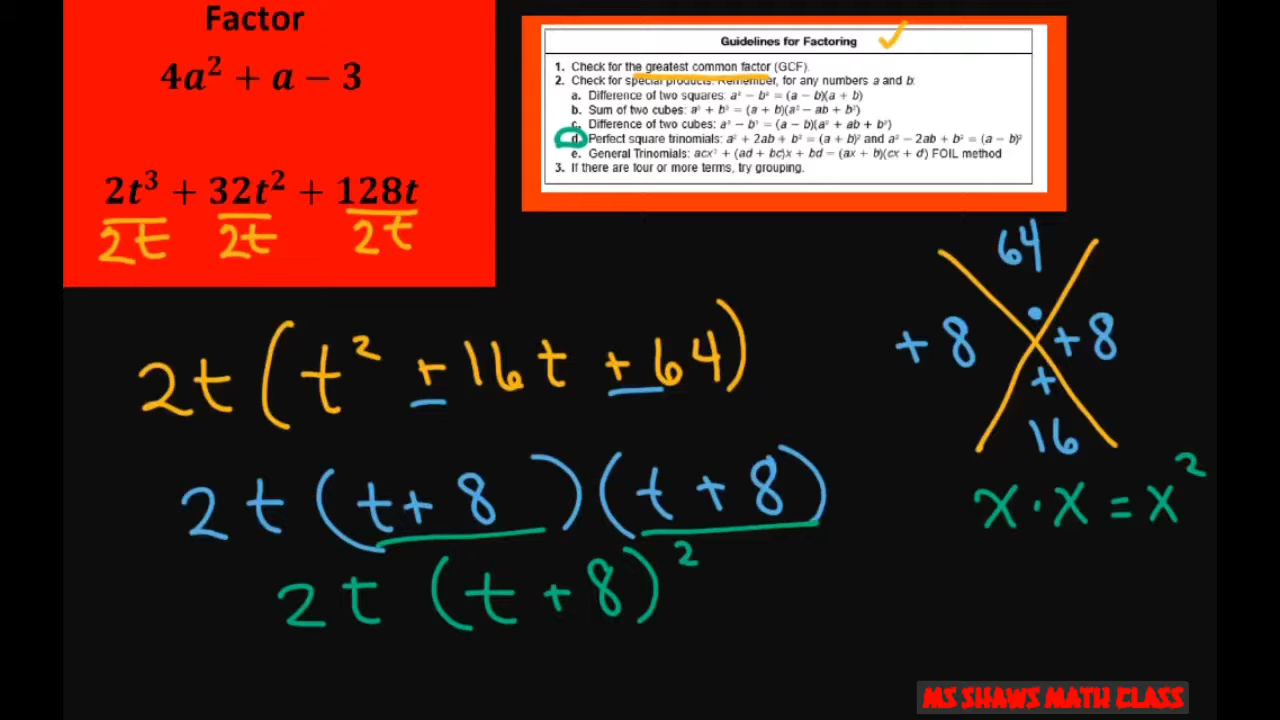 Factor
4a² + a − 3
2t³ + 32t² + 128t
2t 2t 2t
Guidelines for Factoring
1. Check for the greatest common factor (GCF).
2. Check for special products. Remember, for any numbers a and b:
a. Difference of two squares: a² − b² = (a − b)(a + b)
b. Sum of two cubes: a³ + b³ = (a + b)(a² − ab + b²)
c. Difference of two cubes: a³ − b³ = (a − b)(a² + ab + b²)
d. Perfect square trinomials: a² + 2ab + b² = (a + b)² and a² − 2ab + b² = (a − b)²
e. General Trinomials: acx² + (ad + bc)x + bd = (ax + b)(cx + d) FOIL method
3. If there are four or more terms, try grouping.
64
+8 · +8
+
16
2t(t² + 16t + 64)
2t(t+8)(t+8)
x·x = x²
2t (t+8)²
MS SHAWS MATH CLASS